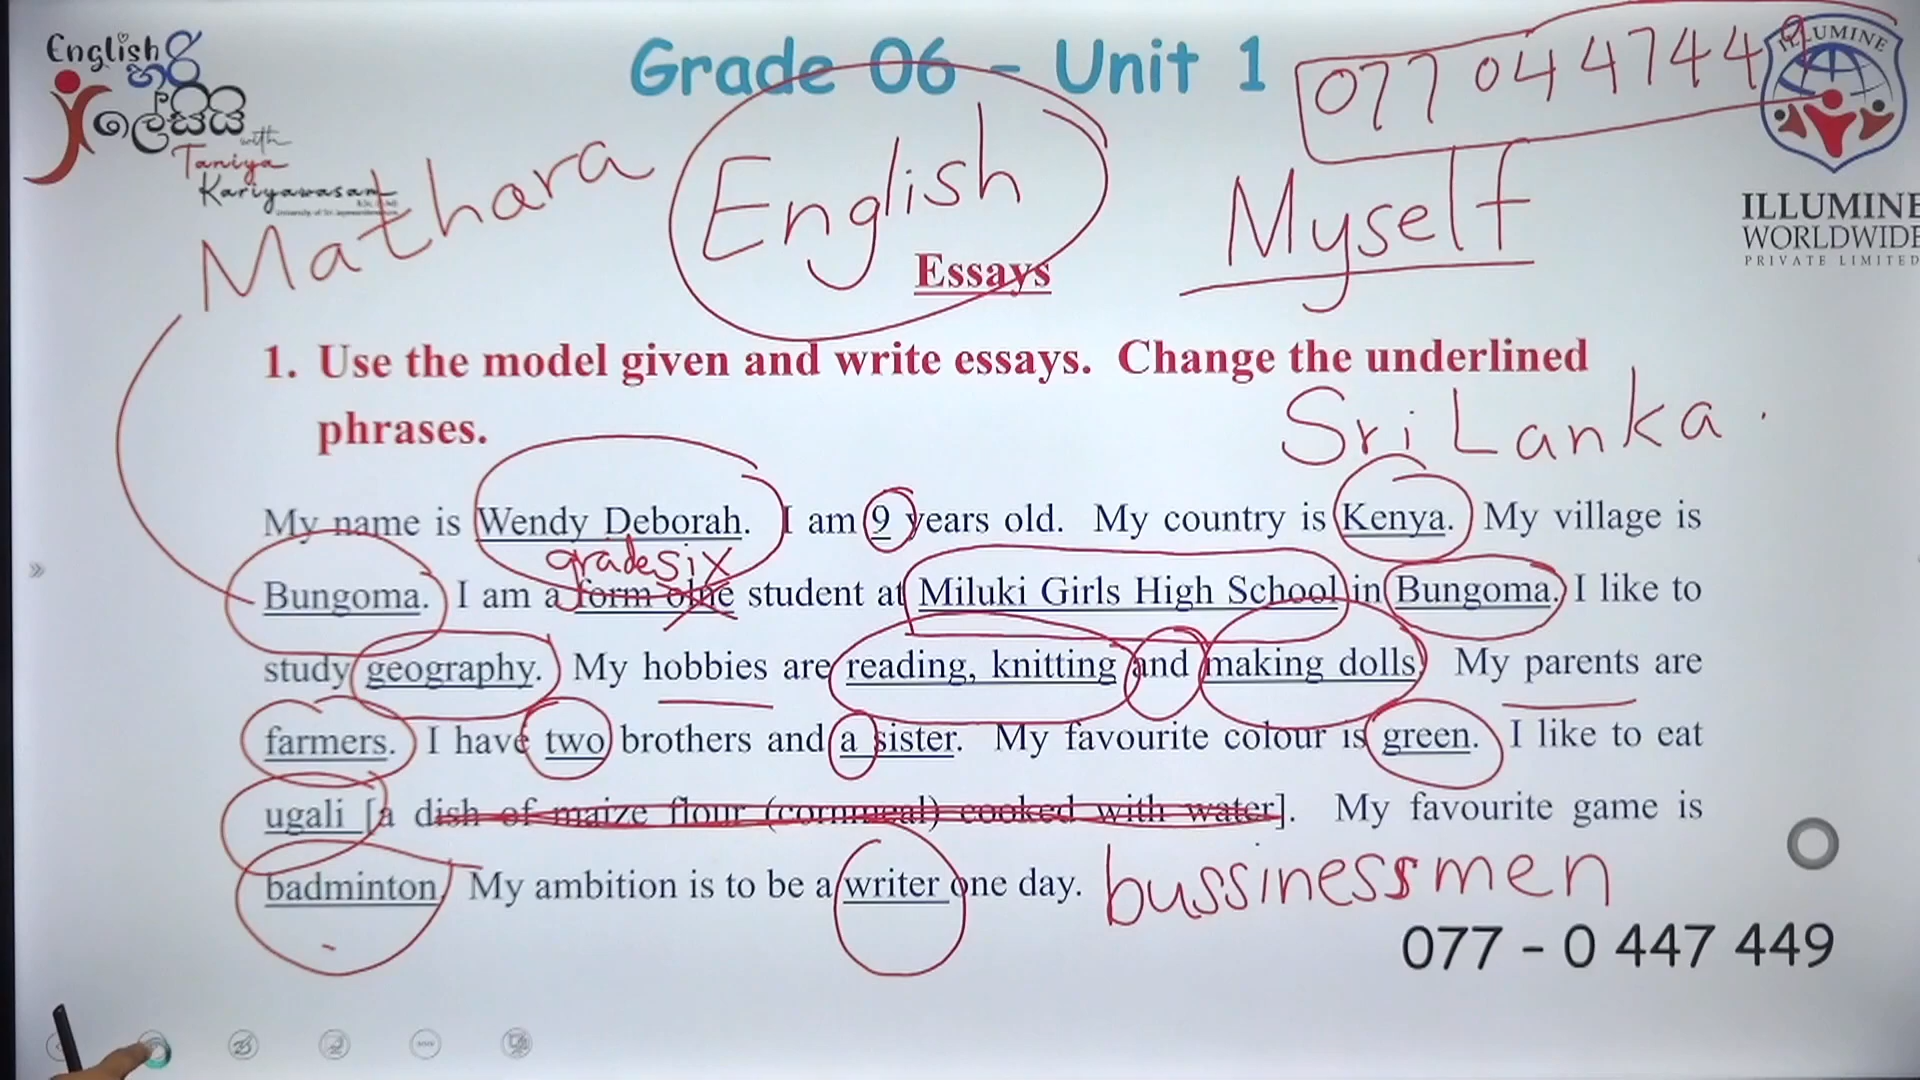 English හරි
ලේසියි
with
Taniya
Kariyawasam
Grade 06 - Unit 1
077 0447449
ILLUMINE
ILLUMINE
WORLDWIDE
PRIVATE LIMITED
Mathara
English
Myself
Essays
1. Use the model given and write essays. Change the underlined
phrases.
Sri Lanka
My name is Wendy Deborah. I am 9 years old. My country is Kenya. My village is
grade six
Bungoma. I am a form one student at Miluki Girls High School in Bungoma. I like to
study geography. My hobbies are reading, knitting and making dolls. My parents are
farmers. I have two brothers and a sister. My favourite colour is green. I like to eat
ugali [a dish of maize flour (cornmeal) cooked with water]. My favourite game is
badminton. My ambition is to be a writer one day.
bussinessmen
077 - 0 447 449